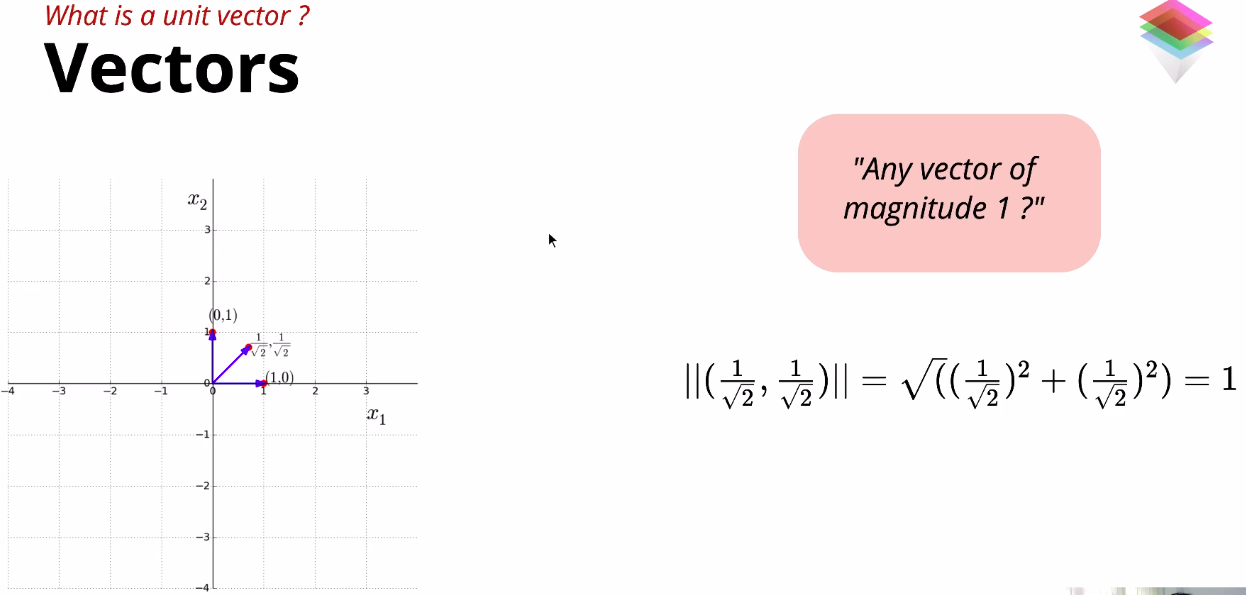 What is a unit vector ?
Vectors
"Any vector of
magnitude 1 ?"
x₂
3
2
(0,1)
1
1/√2, 1/√2
(1,0)
0
−4 −3 −2 −1 0 1 2 3
x₁
−1
−2
−3
−4
||(1/√2, 1/√2)|| = √((1/√2)² + (1/√2)²) = 1